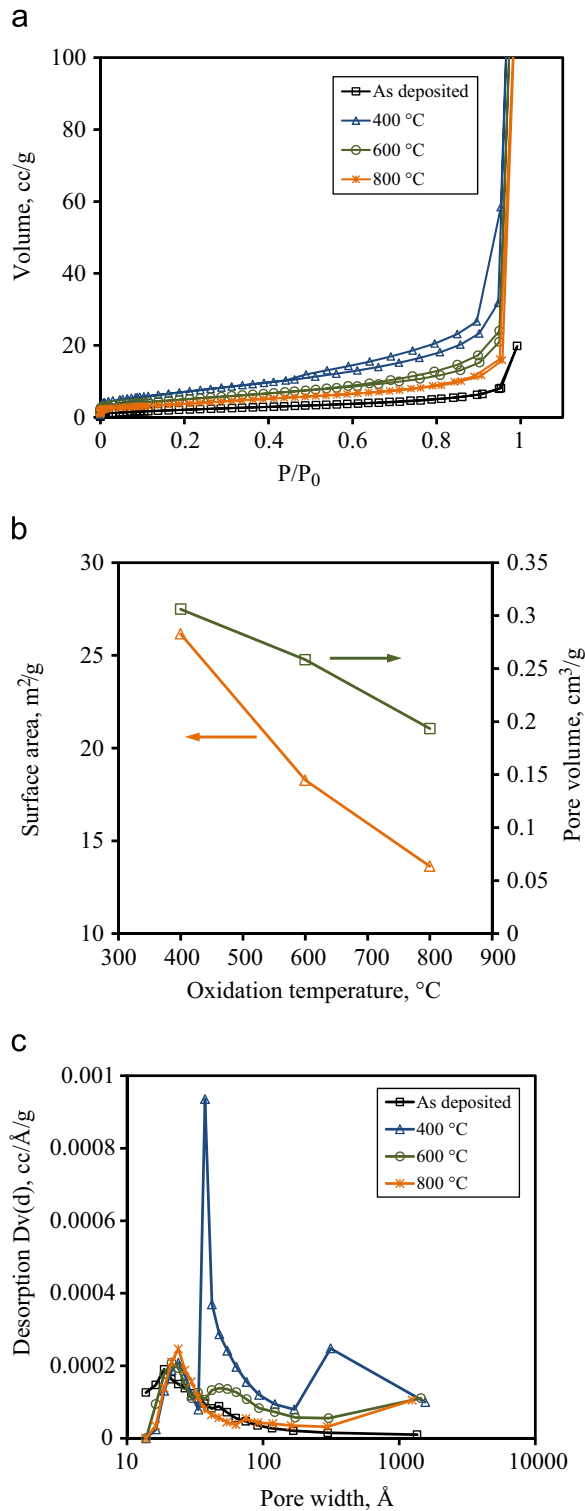 a
100
80
60
40
20
0
Volume, cc/g
As deposited
400 °C
600 °C
800 °C
0 0.2 0.4 0.6 0.8 1
P/P0
b
30
25
20
15
10
Surface area, m²/g
0.35
0.3
0.25
0.2
0.15
0.1
0.05
0
Pore volume, cm³/g
300 400 500 600 700 800 900
Oxidation temperature, °C
c
0.001
0.0008
0.0006
0.0004
0.0002
0
Desorption Dv(d), cc/Å/g
As deposited
400 °C
600 °C
800 °C
10 100 1000 10000
Pore width, Å